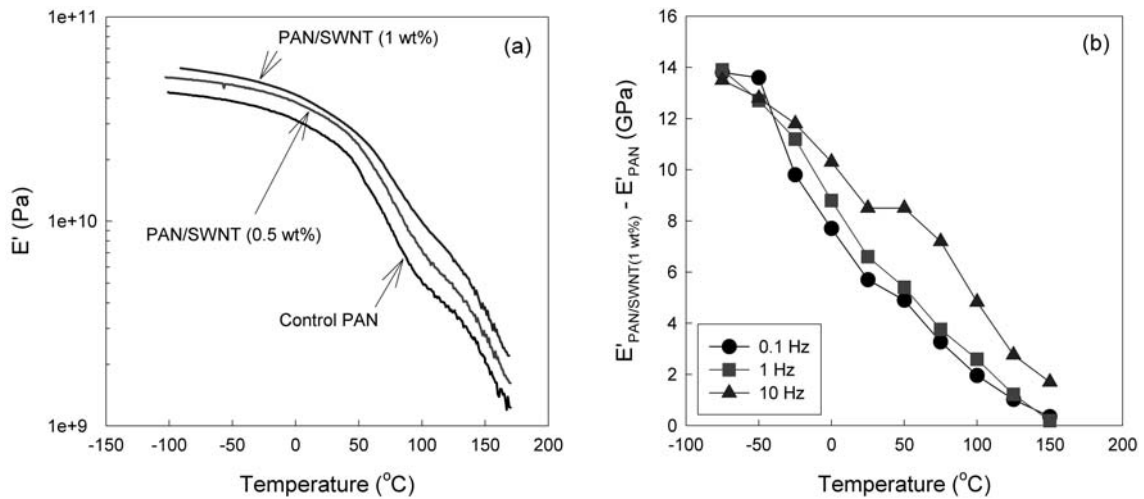 (a)
1e+11
1e+10
1e+9
E' (Pa)
PAN/SWNT (1 wt%)
PAN/SWNT (0.5 wt%)
Control PAN
-150 -100 -50 0 50 100 150 200
Temperature (°C)
(b)
16
14
12
10
8
6
4
2
0
E'PAN/SWNT(1 wt%) - E'PAN (GPa)
0.1 Hz
1 Hz
10 Hz
-100 -50 0 50 100 150 200
Temperature (°C)